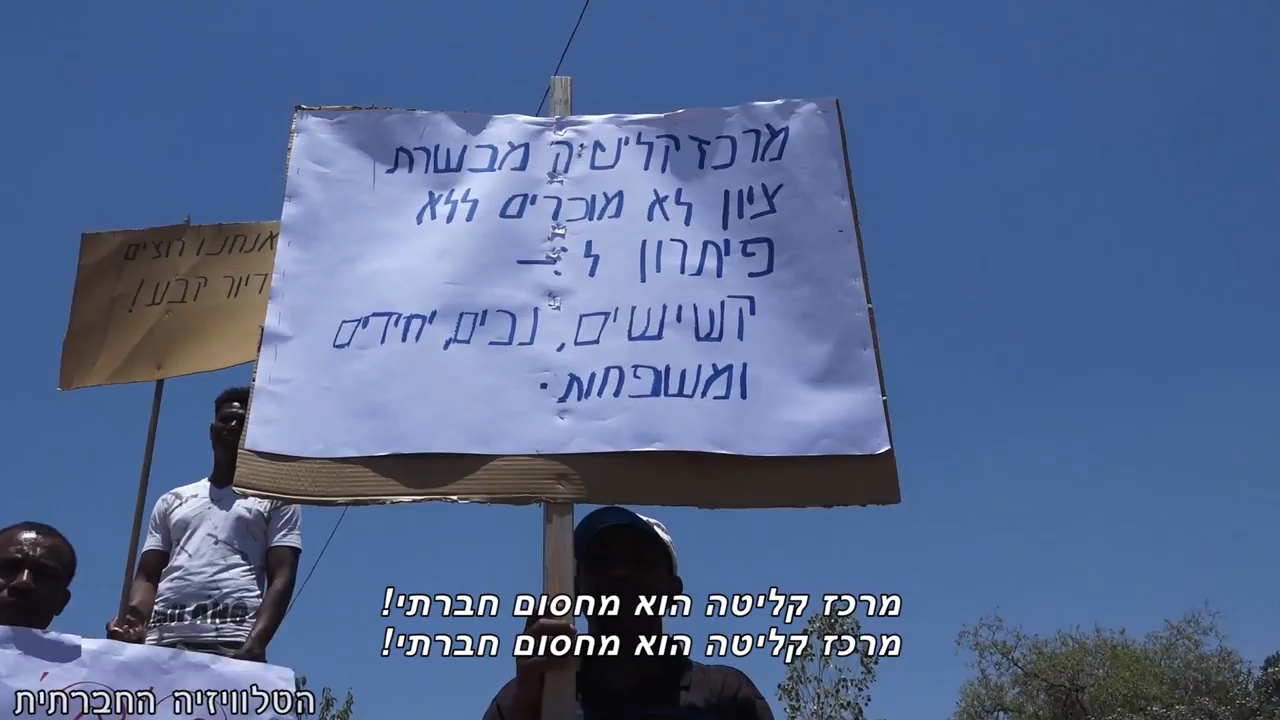 מרכז קליטה מבשרת
ציון לא מוכרים ללא
פיתרון ל:-
קשישים, נכים, יחידים
ומשפחות.
אנחנו רוצים
דיור קבע!
מרכז קליטה הוא מחסום חברתי!
מרכז קליטה הוא מחסום חברתי!
הטלוויזיה החברתית